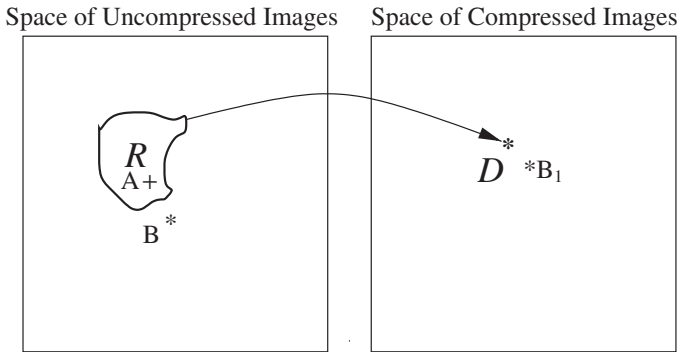 Space of Uncompressed Images
Space of Compressed Images
R
A+
B *
*
D *B₁